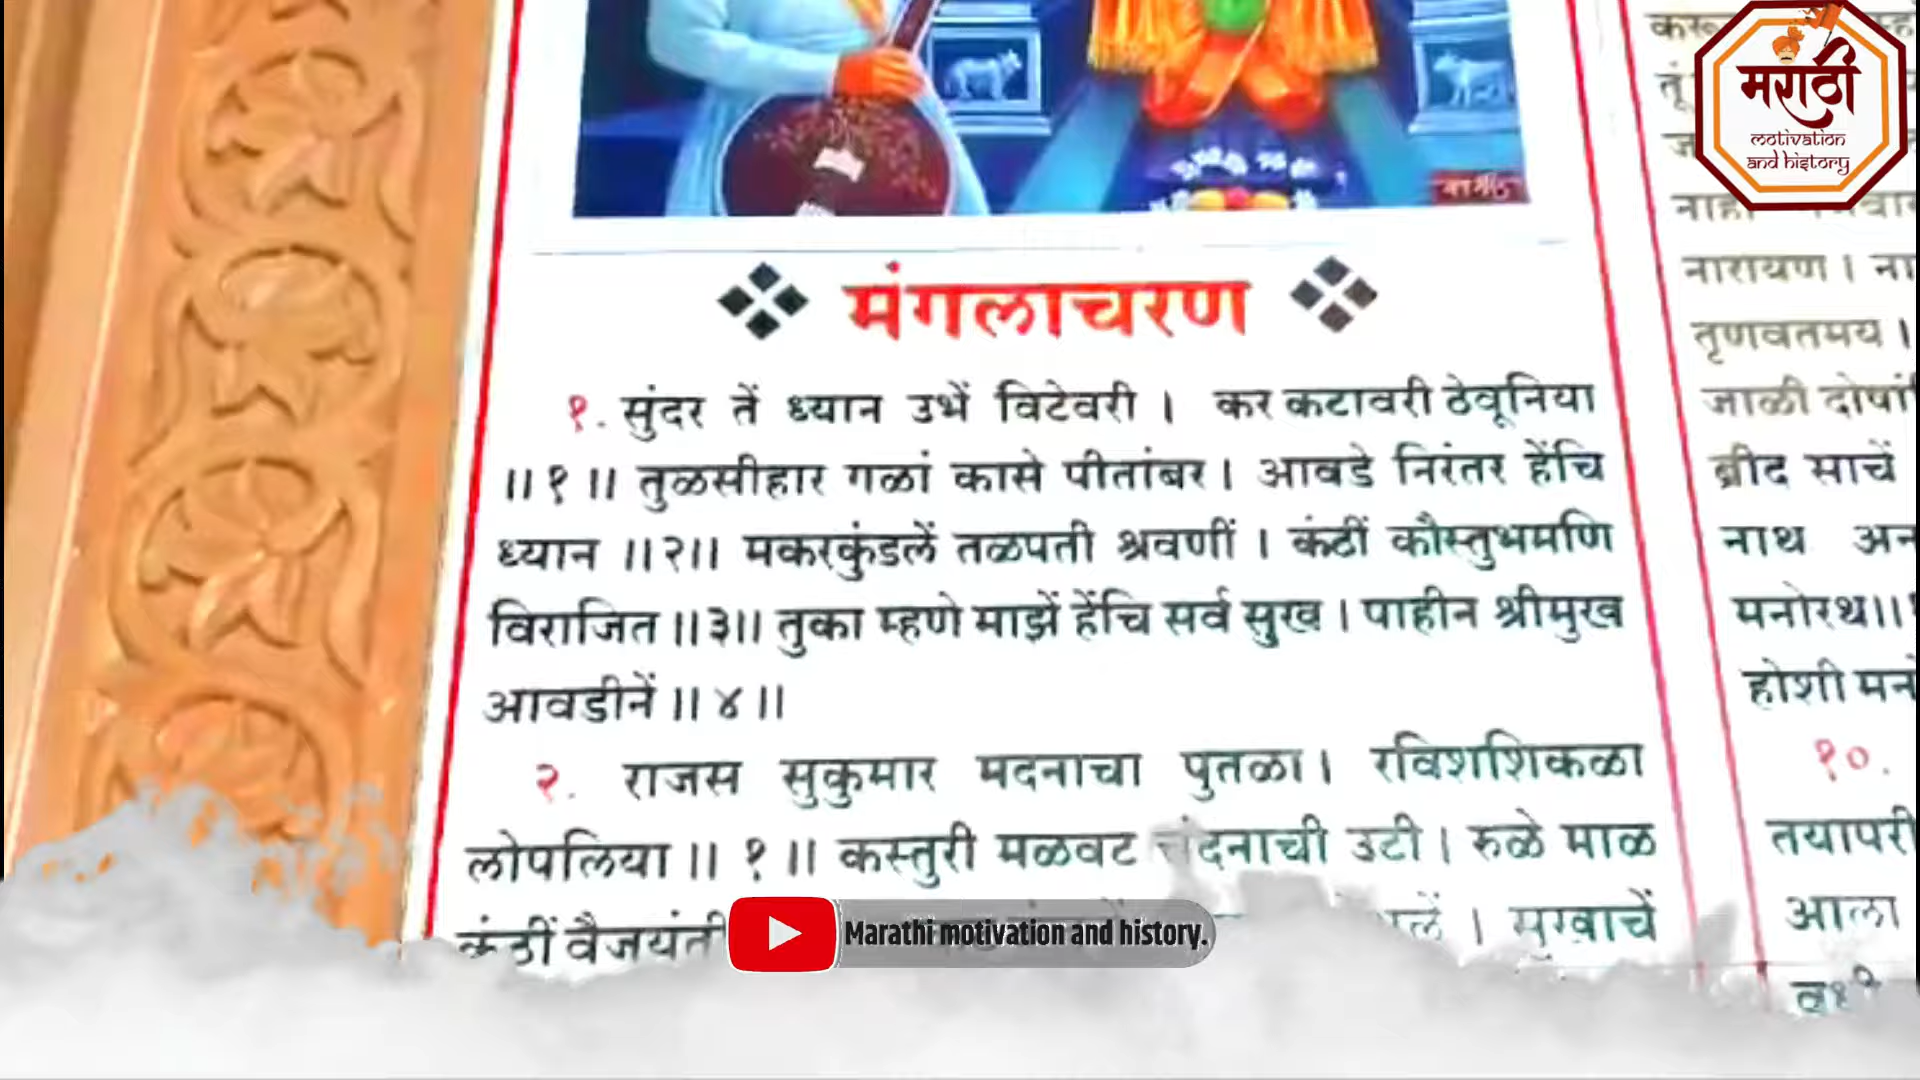 मंगलाचरण
१. सुंदर तें ध्यान उभें विटेवरी । कर कटावरी ठेवूनिया
॥१॥ तुळसीहार गळां कासे पीतांबर । आवडे निरंतर हेंचि
ध्यान ॥२॥ मकरकुंडलें तळपती श्रवणीं । कंठीं कौस्तुभमणि
विराजित ॥३॥ तुका म्हणे माझें हेंचि सर्व सुख । पाहीन श्रीमुख
आवडीनें ॥ ४ ॥
२. राजस सुकुमार मदनाचा पुतळा । रविशशिकळा
लोपलिया ॥ १ ॥ कस्तुरी मळवट चंदनाची उटी । रुळे माळ
कंठीं वैजयंती
। मुखाचें
नारायण । ना
तृणवतमय ।
जाळी दोषां
ब्रीद साचें
नाथ अन
मनोरथ॥
होशी मन
१०.
तयापरी
आला
मराठी
motivation
and history
Marathi motivation and history.